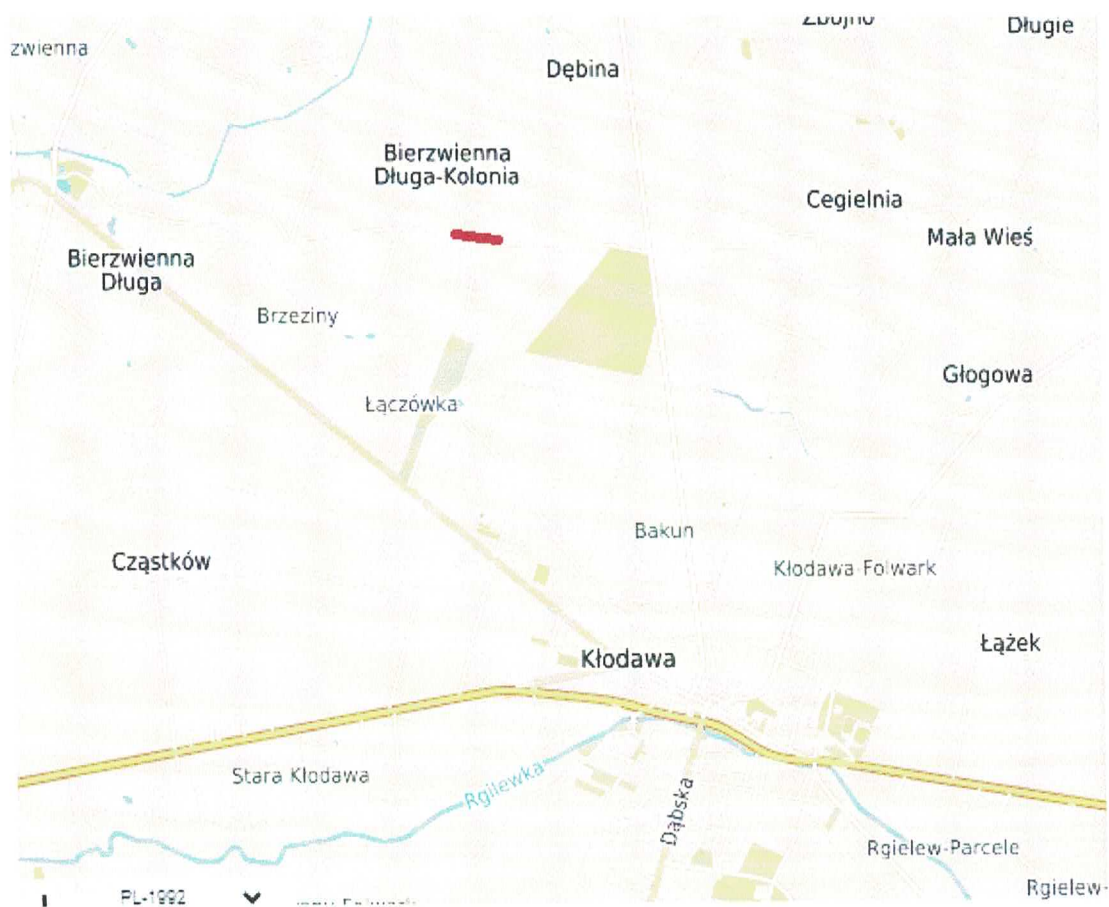 Zbójno
Długie
zwienna
Dębina
Bierzwienna
Długa-Kolonia
Cegielnia
Mała Wieś
Bierzwienna
Długa
Brzeziny
Głogowa
Łączówka
Bakun
Cząstków
Kłodawa-Folwark
Łążek
Kłodawa
Stara Kłodawa
Rgilewka
Dąbska
Rgielew-Parcele
Rgielew-
PL-1992